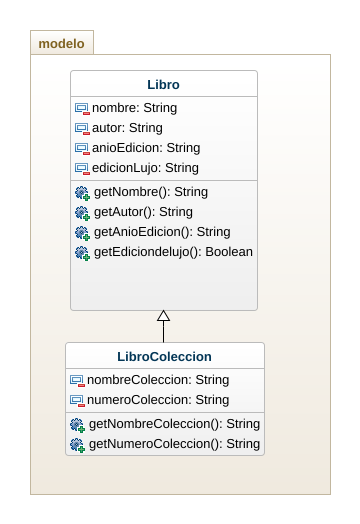 modelo
Libro
nombre: String
autor: String
anioEdicion: String
edicionLujo: String
getNombre(): String
getAutor(): String
getAnioEdicion(): String
getEdiciondelujo(): Boolean
LibroColeccion
nombreColeccion: String
numeroColeccion: String
getNombreColeccion(): String
getNumeroColeccion(): String